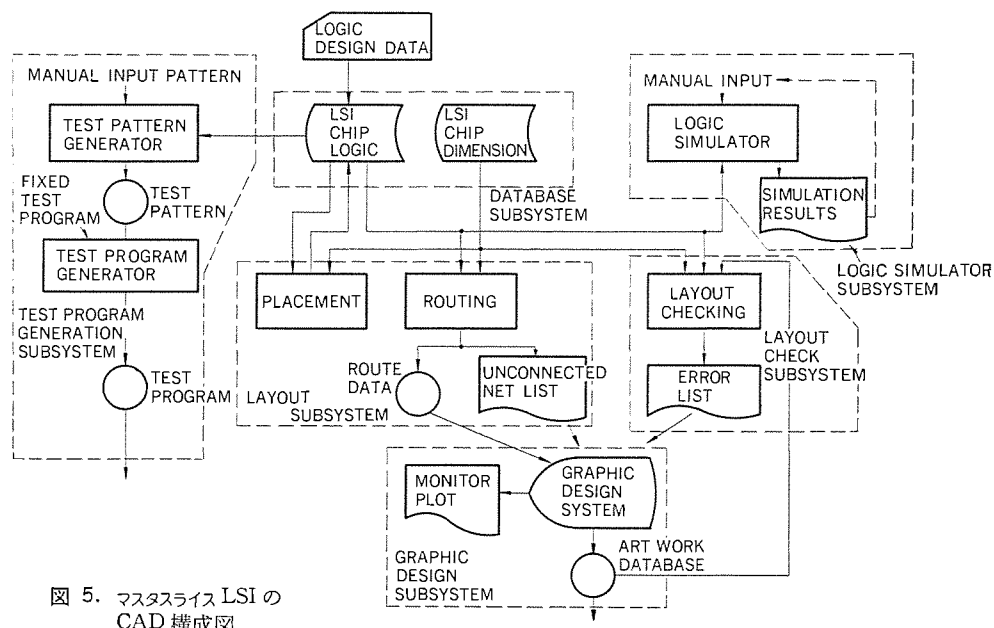 LOGIC
DESIGN DATA
MANUAL INPUT PATTERN
TEST PATTERN
GENERATOR
FIXED
TEST
PROGRAM
TEST
PATTERN
TEST PROGRAM
GENERATOR
TEST PROGRAM
GENERATION
SUBSYSTEM
TEST
PROGRAM
LSI
CHIP
LOGIC
LSI
CHIP
DIMENSION
DATABASE
SUBSYSTEM
MANUAL INPUT
LOGIC
SIMULATOR
SIMULATION
RESULTS
LOGIC SIMULATOR
SUBSYSTEM
PLACEMENT
ROUTING
ROUTE
DATA
UNCONNECTED
NET LIST
LAYOUT
SUBSYSTEM
LAYOUT
CHECKING
ERROR
LIST
LAYOUT
CHECK
SUBSYSTEM
MONITOR
PLOT
GRAPHIC
DESIGN
SYSTEM
ART WORK
DATABASE
GRAPHIC
DESIGN
SUBSYSTEM
図 5. マスタスライス LSI の
CAD 構成図